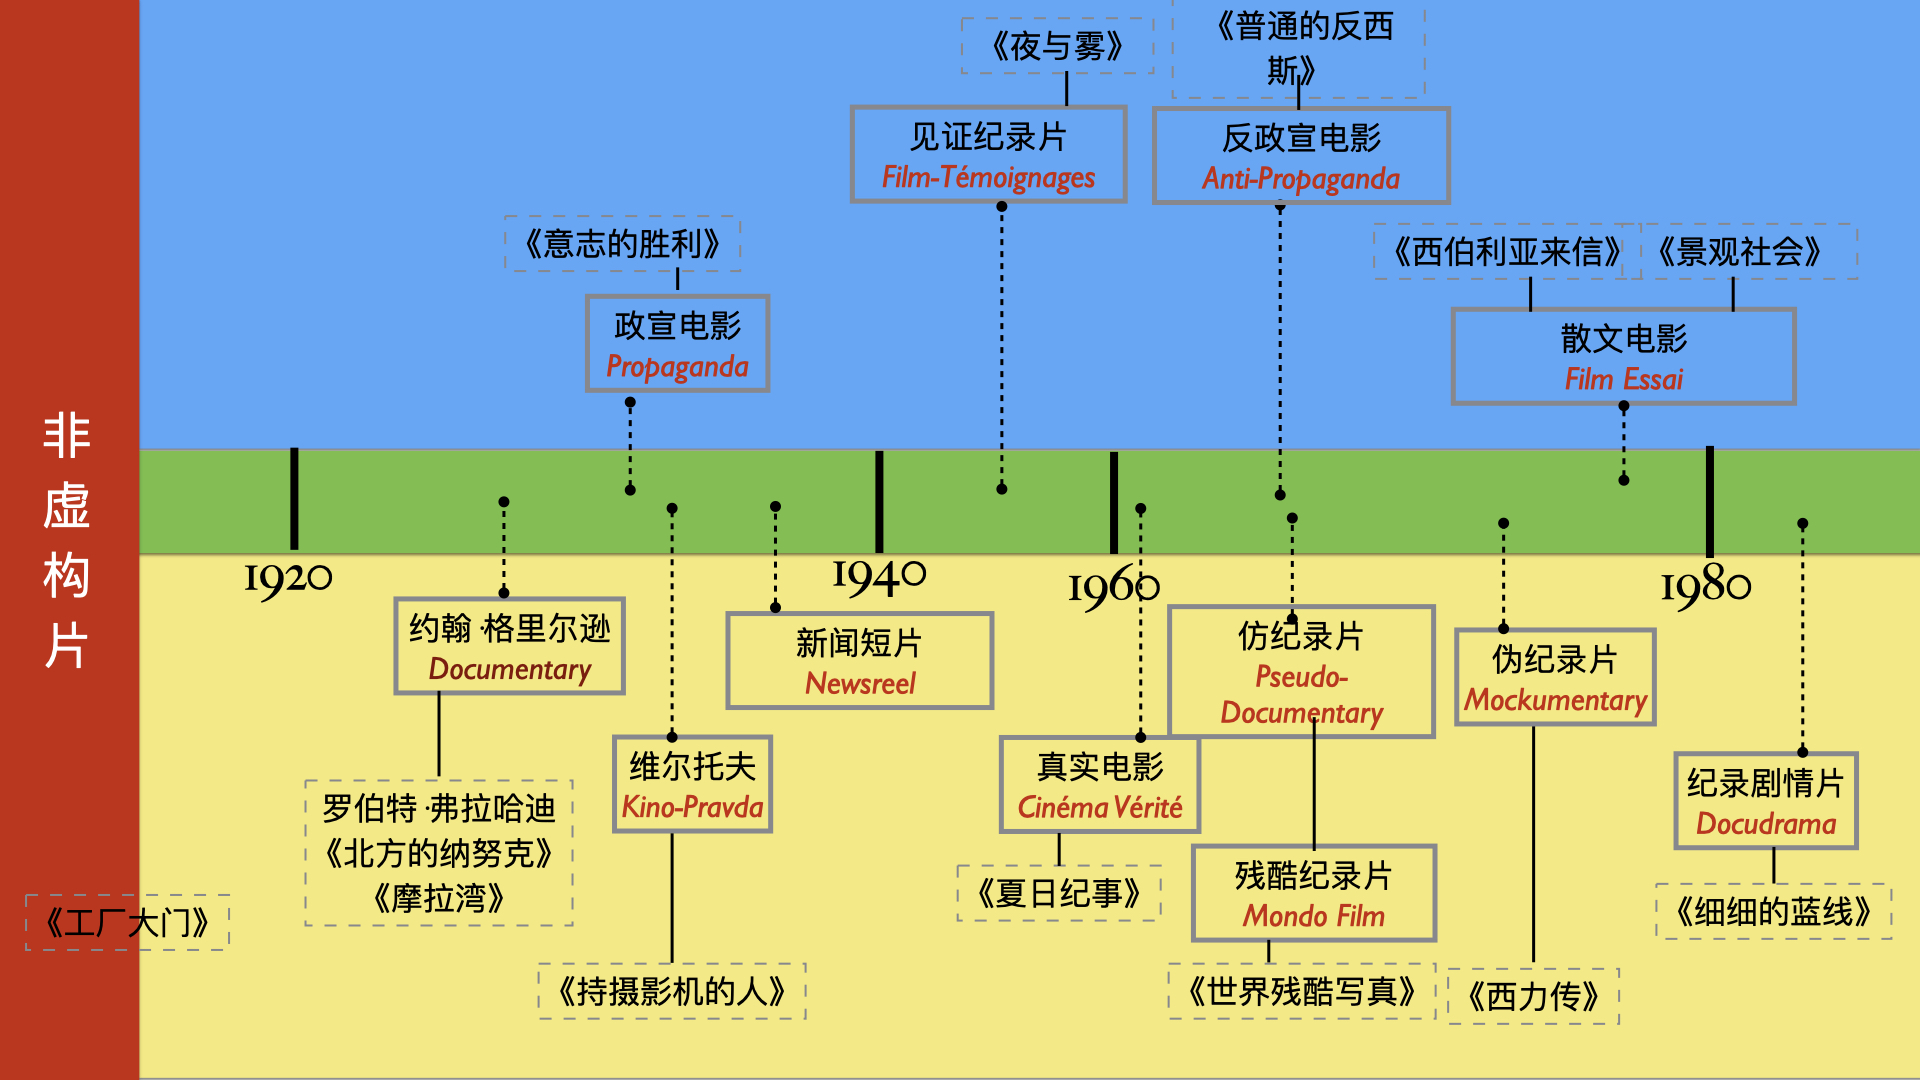 非
虚
构
片
《夜与雾》
《普通的反西
斯》
见证纪录片
Film-Témoignages
反政宣电影
Anti-Propaganda
《意志的胜利》
政宣电影
Propaganda
《西伯利亚来信》
《景观社会》
散文电影
Film Essai
1920
1940
1960
1980
约翰·格里尔逊
Documentary
新闻短片
Newsreel
仿纪录片
Pseudo-
Documentary
伪纪录片
Mockumentary
维尔托夫
Kino-Pravda
真实电影
Cinéma Vérité
纪录剧情片
Docudrama
罗伯特·弗拉哈迪
《北方的纳努克》
《摩拉湾》
残酷纪录片
Mondo Film
《夏日纪事》
《工厂大门》
《细细的蓝线》
《持摄影机的人》
《世界残酷写真》
《西力传》